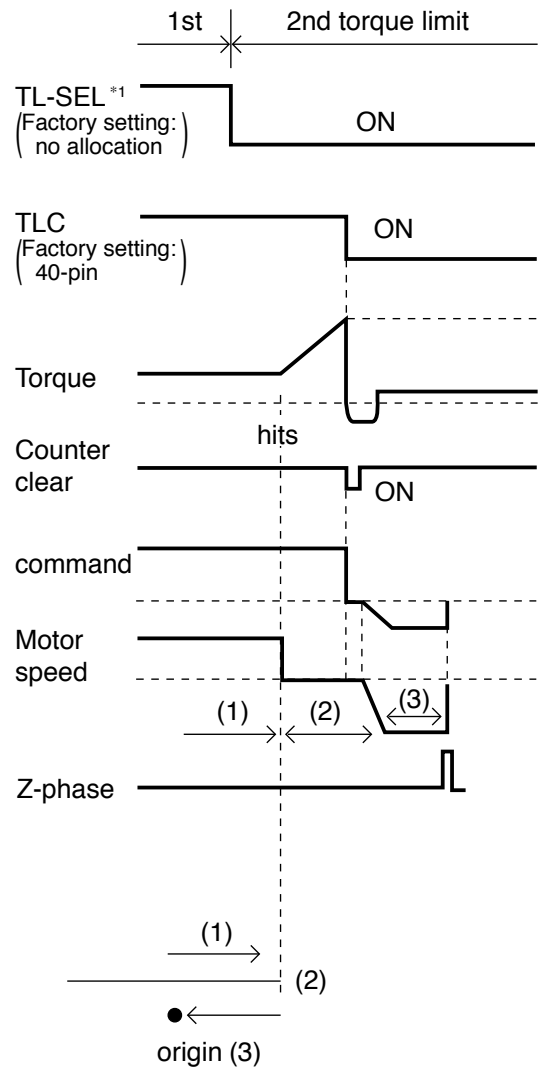 1st 2nd torque limit
TL-SEL *1
(Factory setting:
no allocation)
ON
TLC
(Factory setting:
40-pin)
ON
Torque
hits
Counter
clear
ON
command
Motor
speed
(1) (2) (3)
Z-phase
(1)
(2)
origin (3)